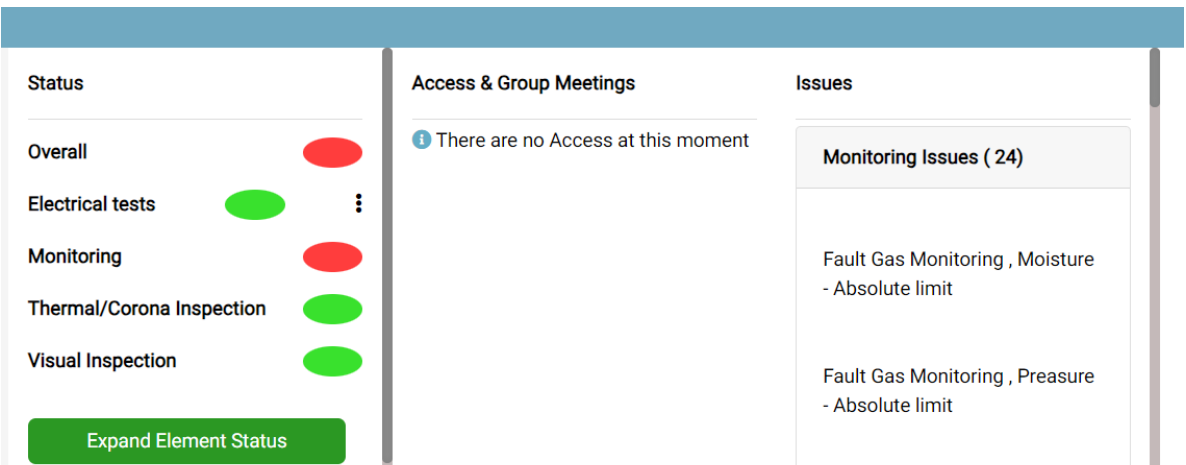 Status
Overall
Electrical tests
Monitoring
Thermal/Corona Inspection
Visual Inspection
Expand Element Status
Access & Group Meetings
There are no Access at this moment
Issues
Monitoring Issues ( 24)
Fault Gas Monitoring , Moisture
- Absolute limit
Fault Gas Monitoring , Preasure
- Absolute limit